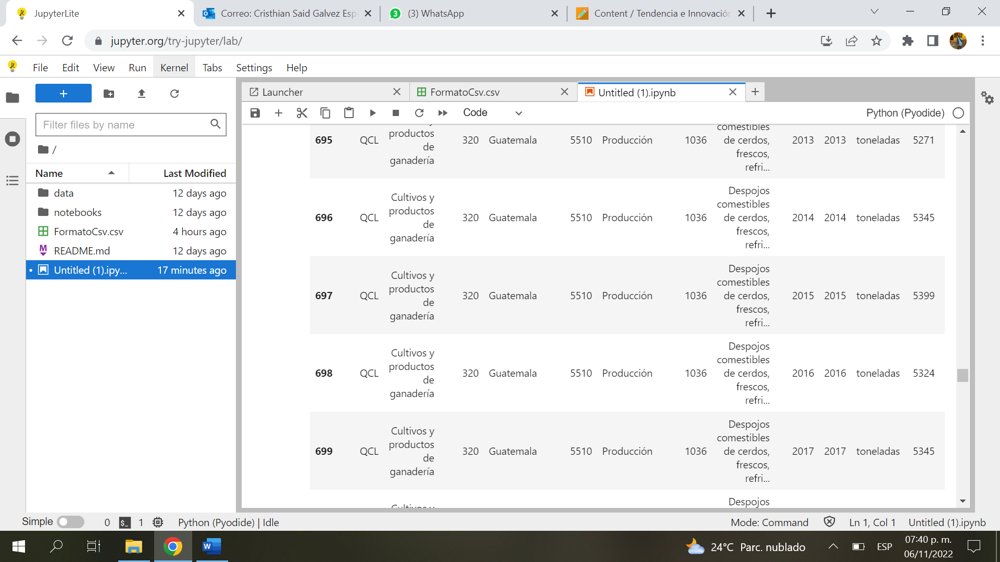 JupyterLite
Correo: Cristhian Said Galvez Esp
3
(3) WhatsApp
Content / Tendencia e Innovación
jupyter.org/try-jupyter/lab/
File Edit View Run Kernel Tabs Settings Help
Launcher
FormatoCsv.csv
Untitled (1).ipynb
Code
Python (Pyodide)
Filter files by name
/
Name Last Modified
data 12 days ago
notebooks 12 days ago
FormatoCsv.csv 4 hours ago
M README.md 12 days ago
Untitled (1).ipy... 17 minutes ago
comestibles
productos
695 QCL de 320 Guatemala 5510 Producción 1036 de cerdos, 2013 2013 toneladas 5271
frescos,
ganadería
refri...
Despojos
Cultivos y
comestibles
productos
696 QCL 320 Guatemala 5510 Producción 1036 de cerdos, 2014 2014 toneladas 5345
de
frescos,
ganadería
refri...
Despojos
Cultivos y
comestibles
productos
697 QCL 320 Guatemala 5510 Producción 1036 de cerdos, 2015 2015 toneladas 5399
de
frescos,
ganadería
refri...
Despojos
Cultivos y
comestibles
productos
698 QCL 320 Guatemala 5510 Producción 1036 de cerdos, 2016 2016 toneladas 5324
de
frescos,
ganadería
refri...
Despojos
Cultivos y
comestibles
productos
699 QCL 320 Guatemala 5510 Producción 1036 de cerdos, 2017 2017 toneladas 5345
de
frescos,
ganadería
refri...
Despojos
Cultivos y
Simple 0 $_ 1 Python (Pyodide) | Idle
Mode: Command Ln 1, Col 1 Untitled (1).ipynb
W
24°C Parc. nublado
ESP
07:40 p. m.
06/11/2022